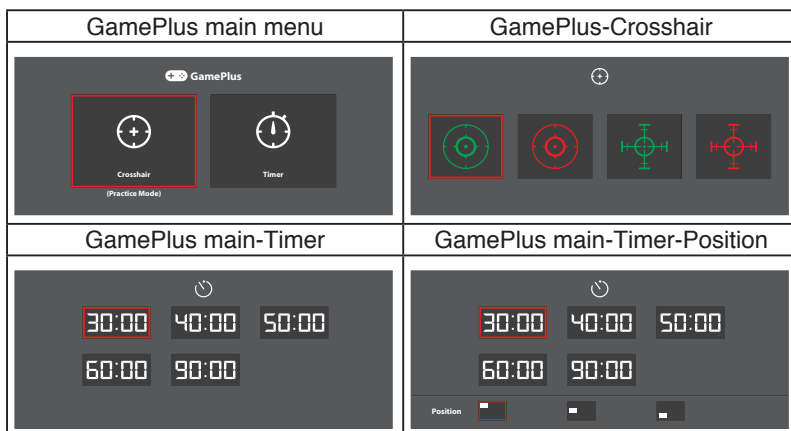 GamePlus main menu
GamePlus-Crosshair
GamePlus
Crosshair
Timer
(Practice Mode)
GamePlus main-Timer
GamePlus main-Timer-Position
30:00 40:00 50:00
60:00 90:00
30:00 40:00 50:00
60:00 90:00
Position